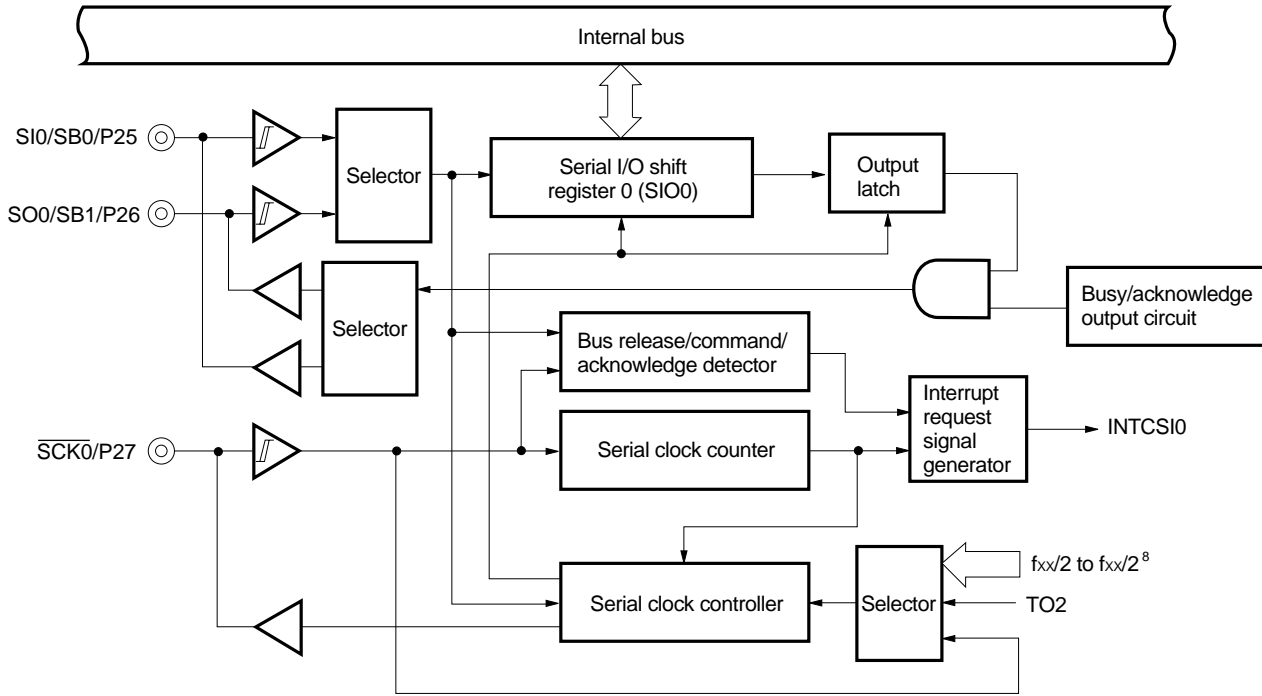 Internal bus
SI0/SB0/P25
Selector
Serial I/O shift
register 0 (SIO0)
Output
latch
SO0/SB1/P26
Selector
Busy/acknowledge
output circuit
Bus release/command/
acknowledge detector
Interrupt
request
signal
generator
INTCSI0
SCK0/P27
Serial clock counter
Serial clock controller
Selector
fxx/2 to fxx/2⁸
TO2